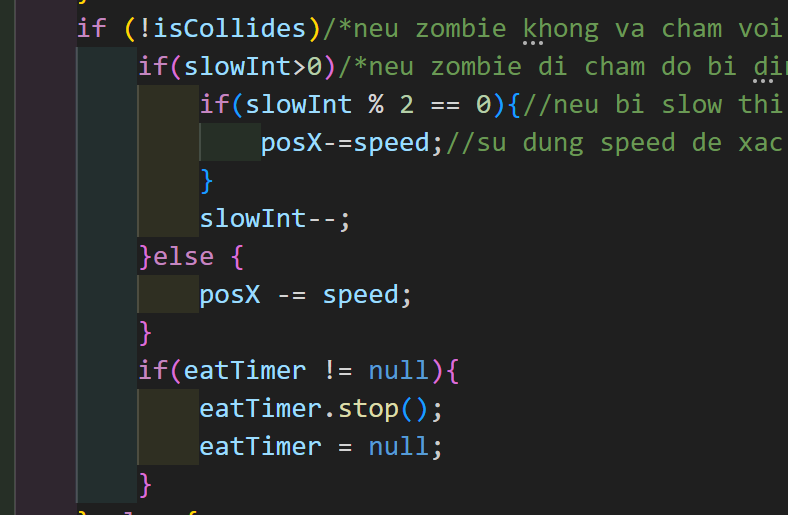 if (!isCollides)/*neu zombie khong va cham voi
if(slowInt>0)/*neu zombie di cham do bi
if(slowInt % 2 == 0){//neu bi slow thi
posX-=speed;//su dung speed de xac
}
slowInt--;
}else {
posX -= speed;
}
if(eatTimer != null){
eatTimer.stop();
eatTimer = null;
}